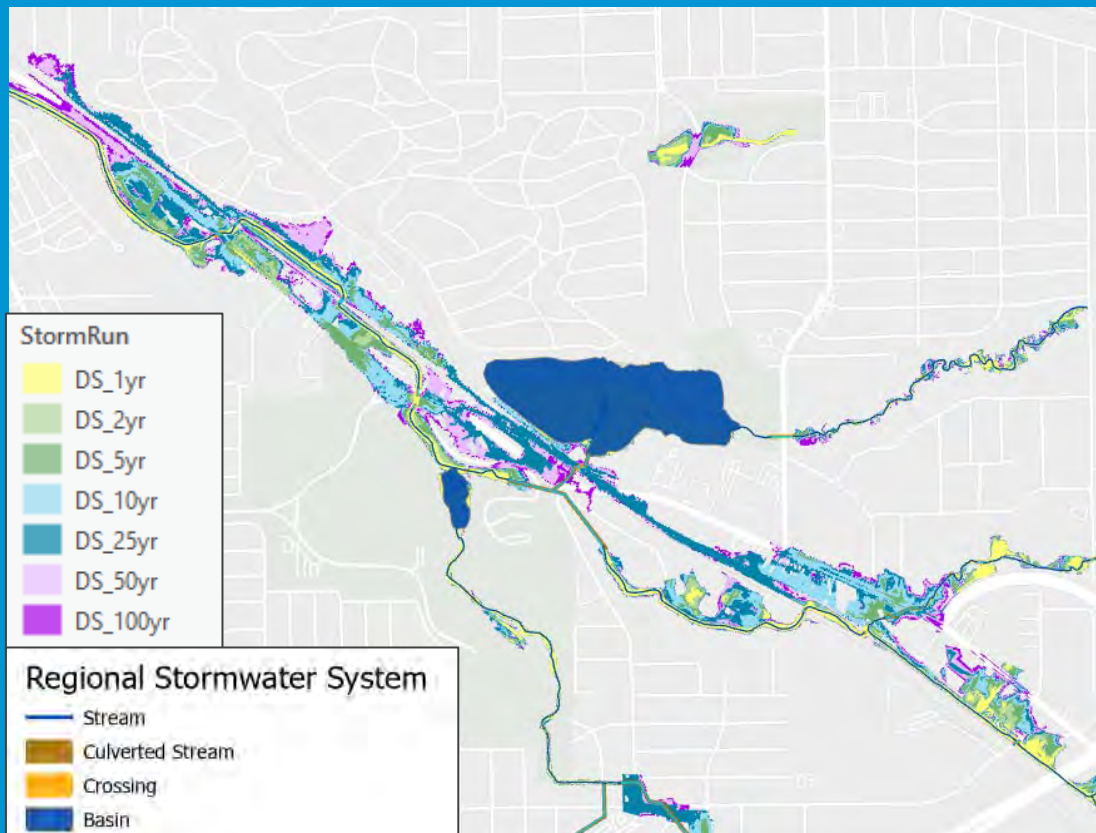 StormRun
DS_1yr
DS_2yr
DS_5yr
DS_10yr
DS_25yr
DS_50yr
DS_100yr
Regional Stormwater System
Stream
Culverted Stream
Crossing
Basin